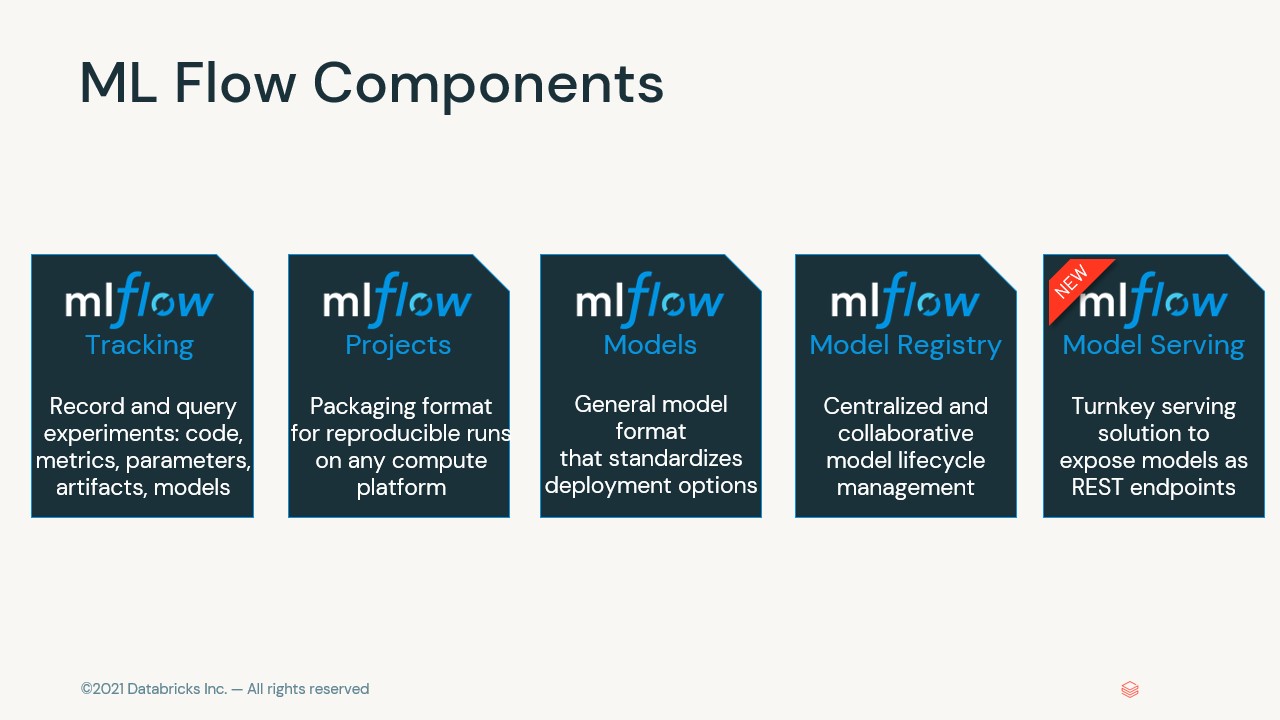 ML Flow Components
mlflow
Tracking
Record and query
experiments: code,
metrics, parameters,
artifacts, models
mlflow
Projects
Packaging format
for reproducible runs
on any compute
platform
mlflow
Models
General model
format
that standardizes
deployment options
mlflow
Model Registry
Centralized and
collaborative
model lifecycle
management
NEW
mlflow
Model Serving
Turnkey serving
solution to
expose models as
REST endpoints
©2021 Databricks Inc. — All rights reserved